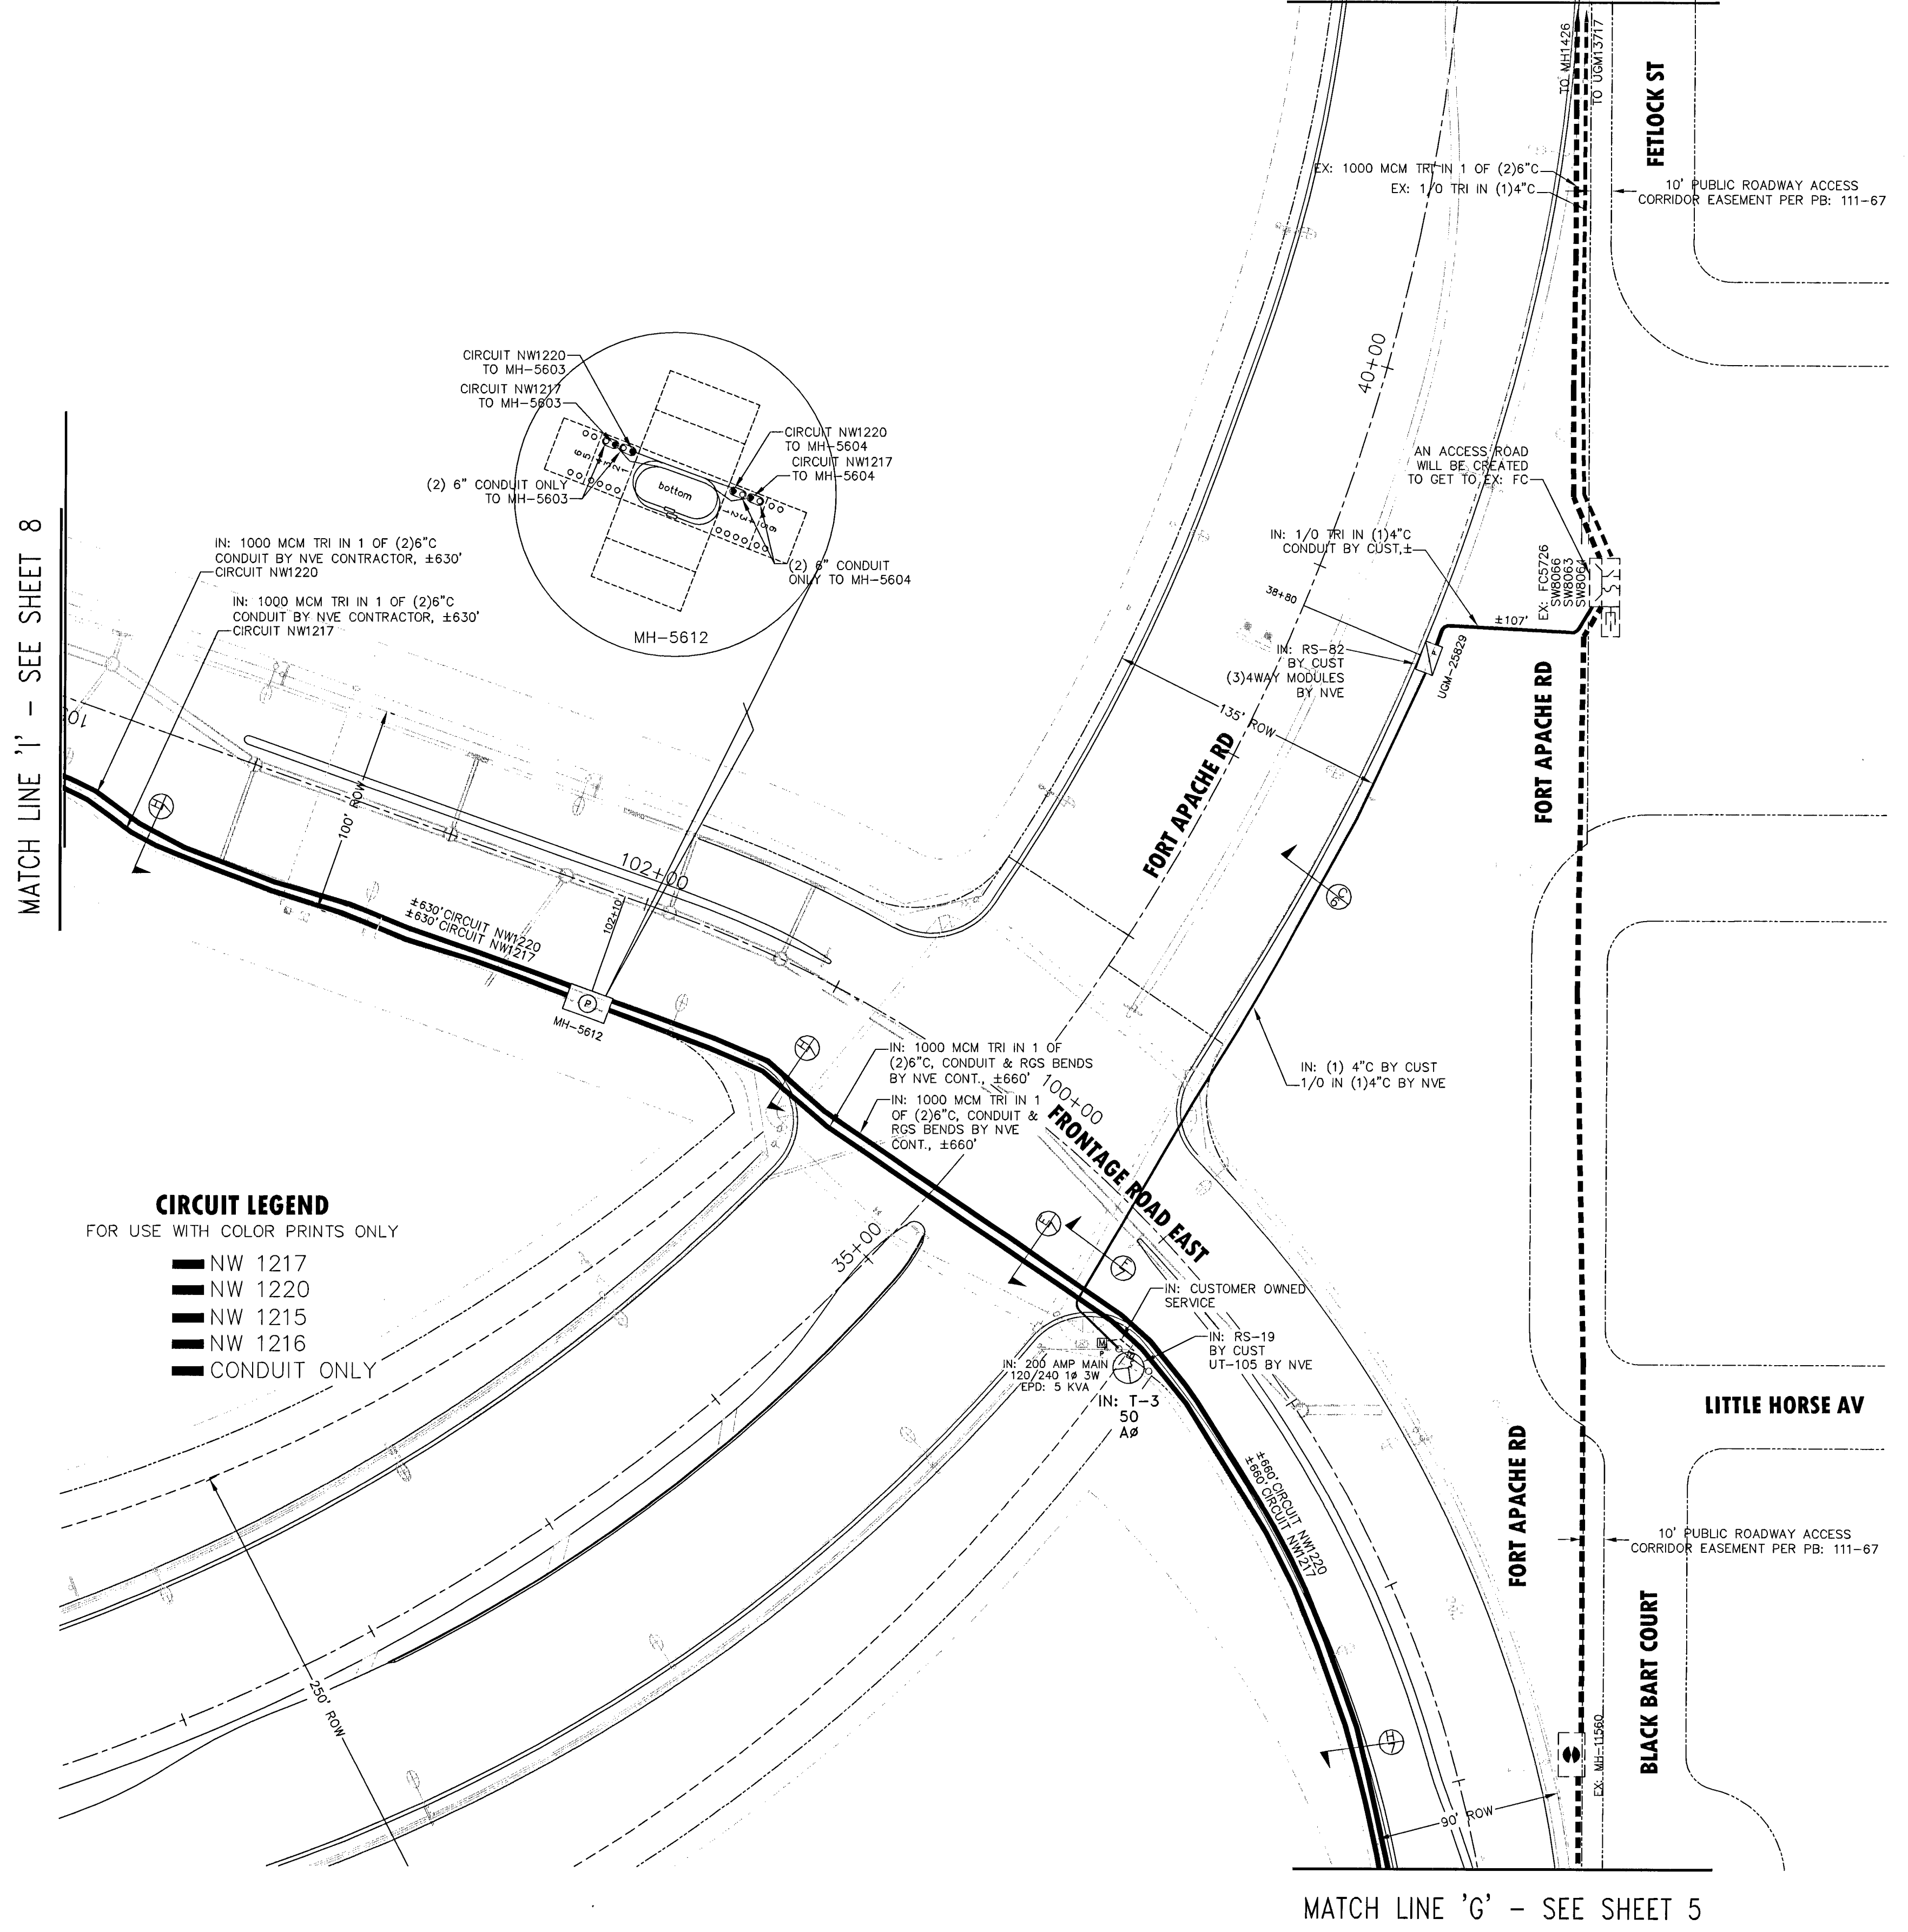 TO MH1426
TO UGM13717
FETLOCK ST
EX: 1000 MCM TRI IN 1 OF (2)6"C
EX: 1/0 TRI IN (1)4"C
10' PUBLIC ROADWAY ACCESS
CORRIDOR EASEMENT PER PB: 111-67
40+00
CIRCUIT NW1220
TO MH-5603
CIRCUIT NW1217
TO MH-5603
(2) 6" CONDUIT ONLY
TO MH-5603
bottom
CIRCUIT NW1220
TO MH-5604
CIRCUIT NW1217
TO MH-5604
(2) 6" CONDUIT
ONLY TO MH-5604
MH-5612
AN ACCESS ROAD
WILL BE CREATED
TO GET TO EX: FC
IN: 1/0 TRI IN (1)4"C
CONDUIT BY CUST,±
EX: FC5726
SW8066
SW8063
SW8064
38+80
±107'
IN: RS-82
BY CUST
(3)4WAY MODULES
BY NVE
UGM-25829
MATCH LINE 'I' - SEE SHEET 8
IN: 1000 MCM TRI IN 1 OF (2)6"C
CONDUIT BY NVE CONTRACTOR, ±630'
CIRCUIT NW1220
IN: 1000 MCM TRI IN 1 OF (2)6"C
CONDUIT BY NVE CONTRACTOR, ±630'
CIRCUIT NW1217
135' ROW
FORT APACHE RD
FORT APACHE RD
H
100' ROW
102+00
±630' CIRCUIT NW1220
±630' CIRCUIT NW1217
102+10
P
MH-5612
C
6
H
7
IN: 1000 MCM TRI IN 1 OF
(2)6"C, CONDUIT & RGS BENDS
BY NVE CONT., ±660'
IN: 1000 MCM TRI IN 1
OF (2)6"C, CONDUIT &
RGS BENDS BY NVE
CONT., ±660'
100+00
FRONTAGE ROAD EAST
IN: (1) 4"C BY CUST
1/0 IN (1)4"C BY NVE
CIRCUIT LEGEND
FOR USE WITH COLOR PRINTS ONLY
NW 1217
NW 1220
NW 1215
NW 1216
CONDUIT ONLY
35+00
E
7
F
7
IN: CUSTOMER OWNED
SERVICE
IN: RS-19
BY CUST
UT-105 BY NVE
M
P
IN: 200 AMP MAIN
120/240 1ø 3W
EPD: 5 KVA
IN: T-3
50
Aø
LITTLE HORSE AV
FORT APACHE RD
±660' CIRCUIT NW1220
±660' CIRCUIT NW1217
10' PUBLIC ROADWAY ACCESS
CORRIDOR EASEMENT PER PB: 111-67
250' ROW
BLACK BART COURT
EX: MH-11560
H
7
90' ROW
MATCH LINE 'G' - SEE SHEET 5